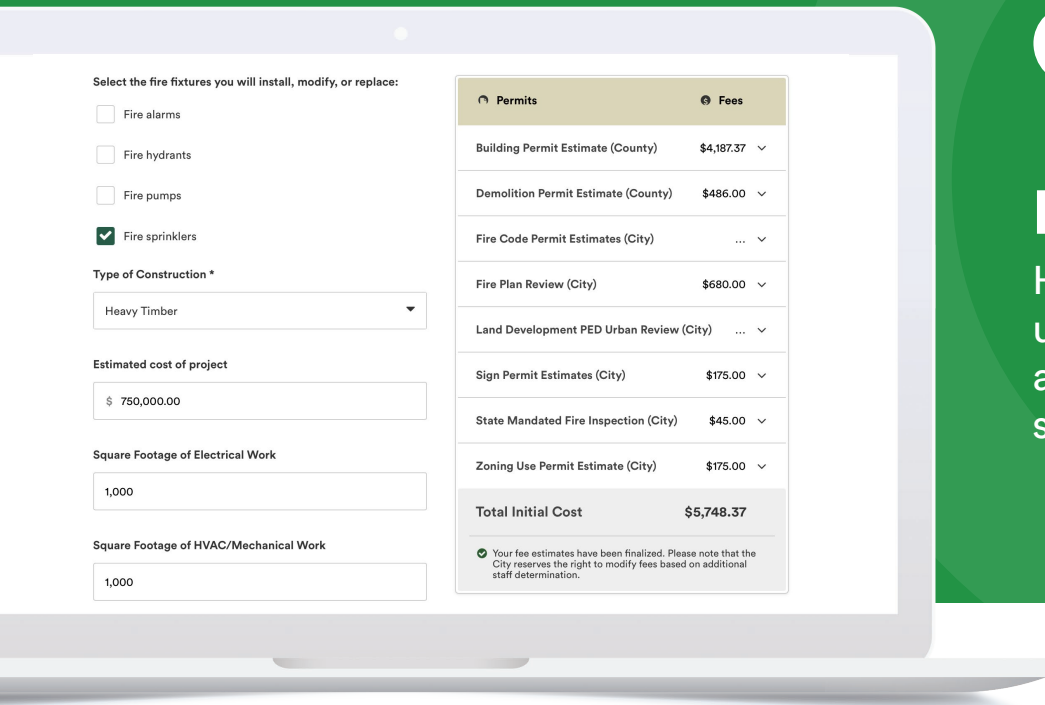 Select the fire fixtures you will install, modify, or replace:
Fire alarms
Fire hydrants
Fire pumps
Fire sprinklers
Type of Construction *
Heavy Timber
Estimated cost of project
$ 750,000.00
Square Footage of Electrical Work
1,000
Square Footage of HVAC/Mechanical Work
1,000
Permits Fees
Building Permit Estimate (County) $4,187.37
Demolition Permit Estimate (County) $486.00
Fire Code Permit Estimates (City) ...
Fire Plan Review (City) $680.00
Land Development PED Urban Review (City) ...
Sign Permit Estimates (City) $175.00
State Mandated Fire Inspection (City) $45.00
Zoning Use Permit Estimate (City) $175.00
Total Initial Cost $5,748.37
Your fee estimates have been finalized. Please note that the
City reserves the right to modify fees based on additional
staff determination.